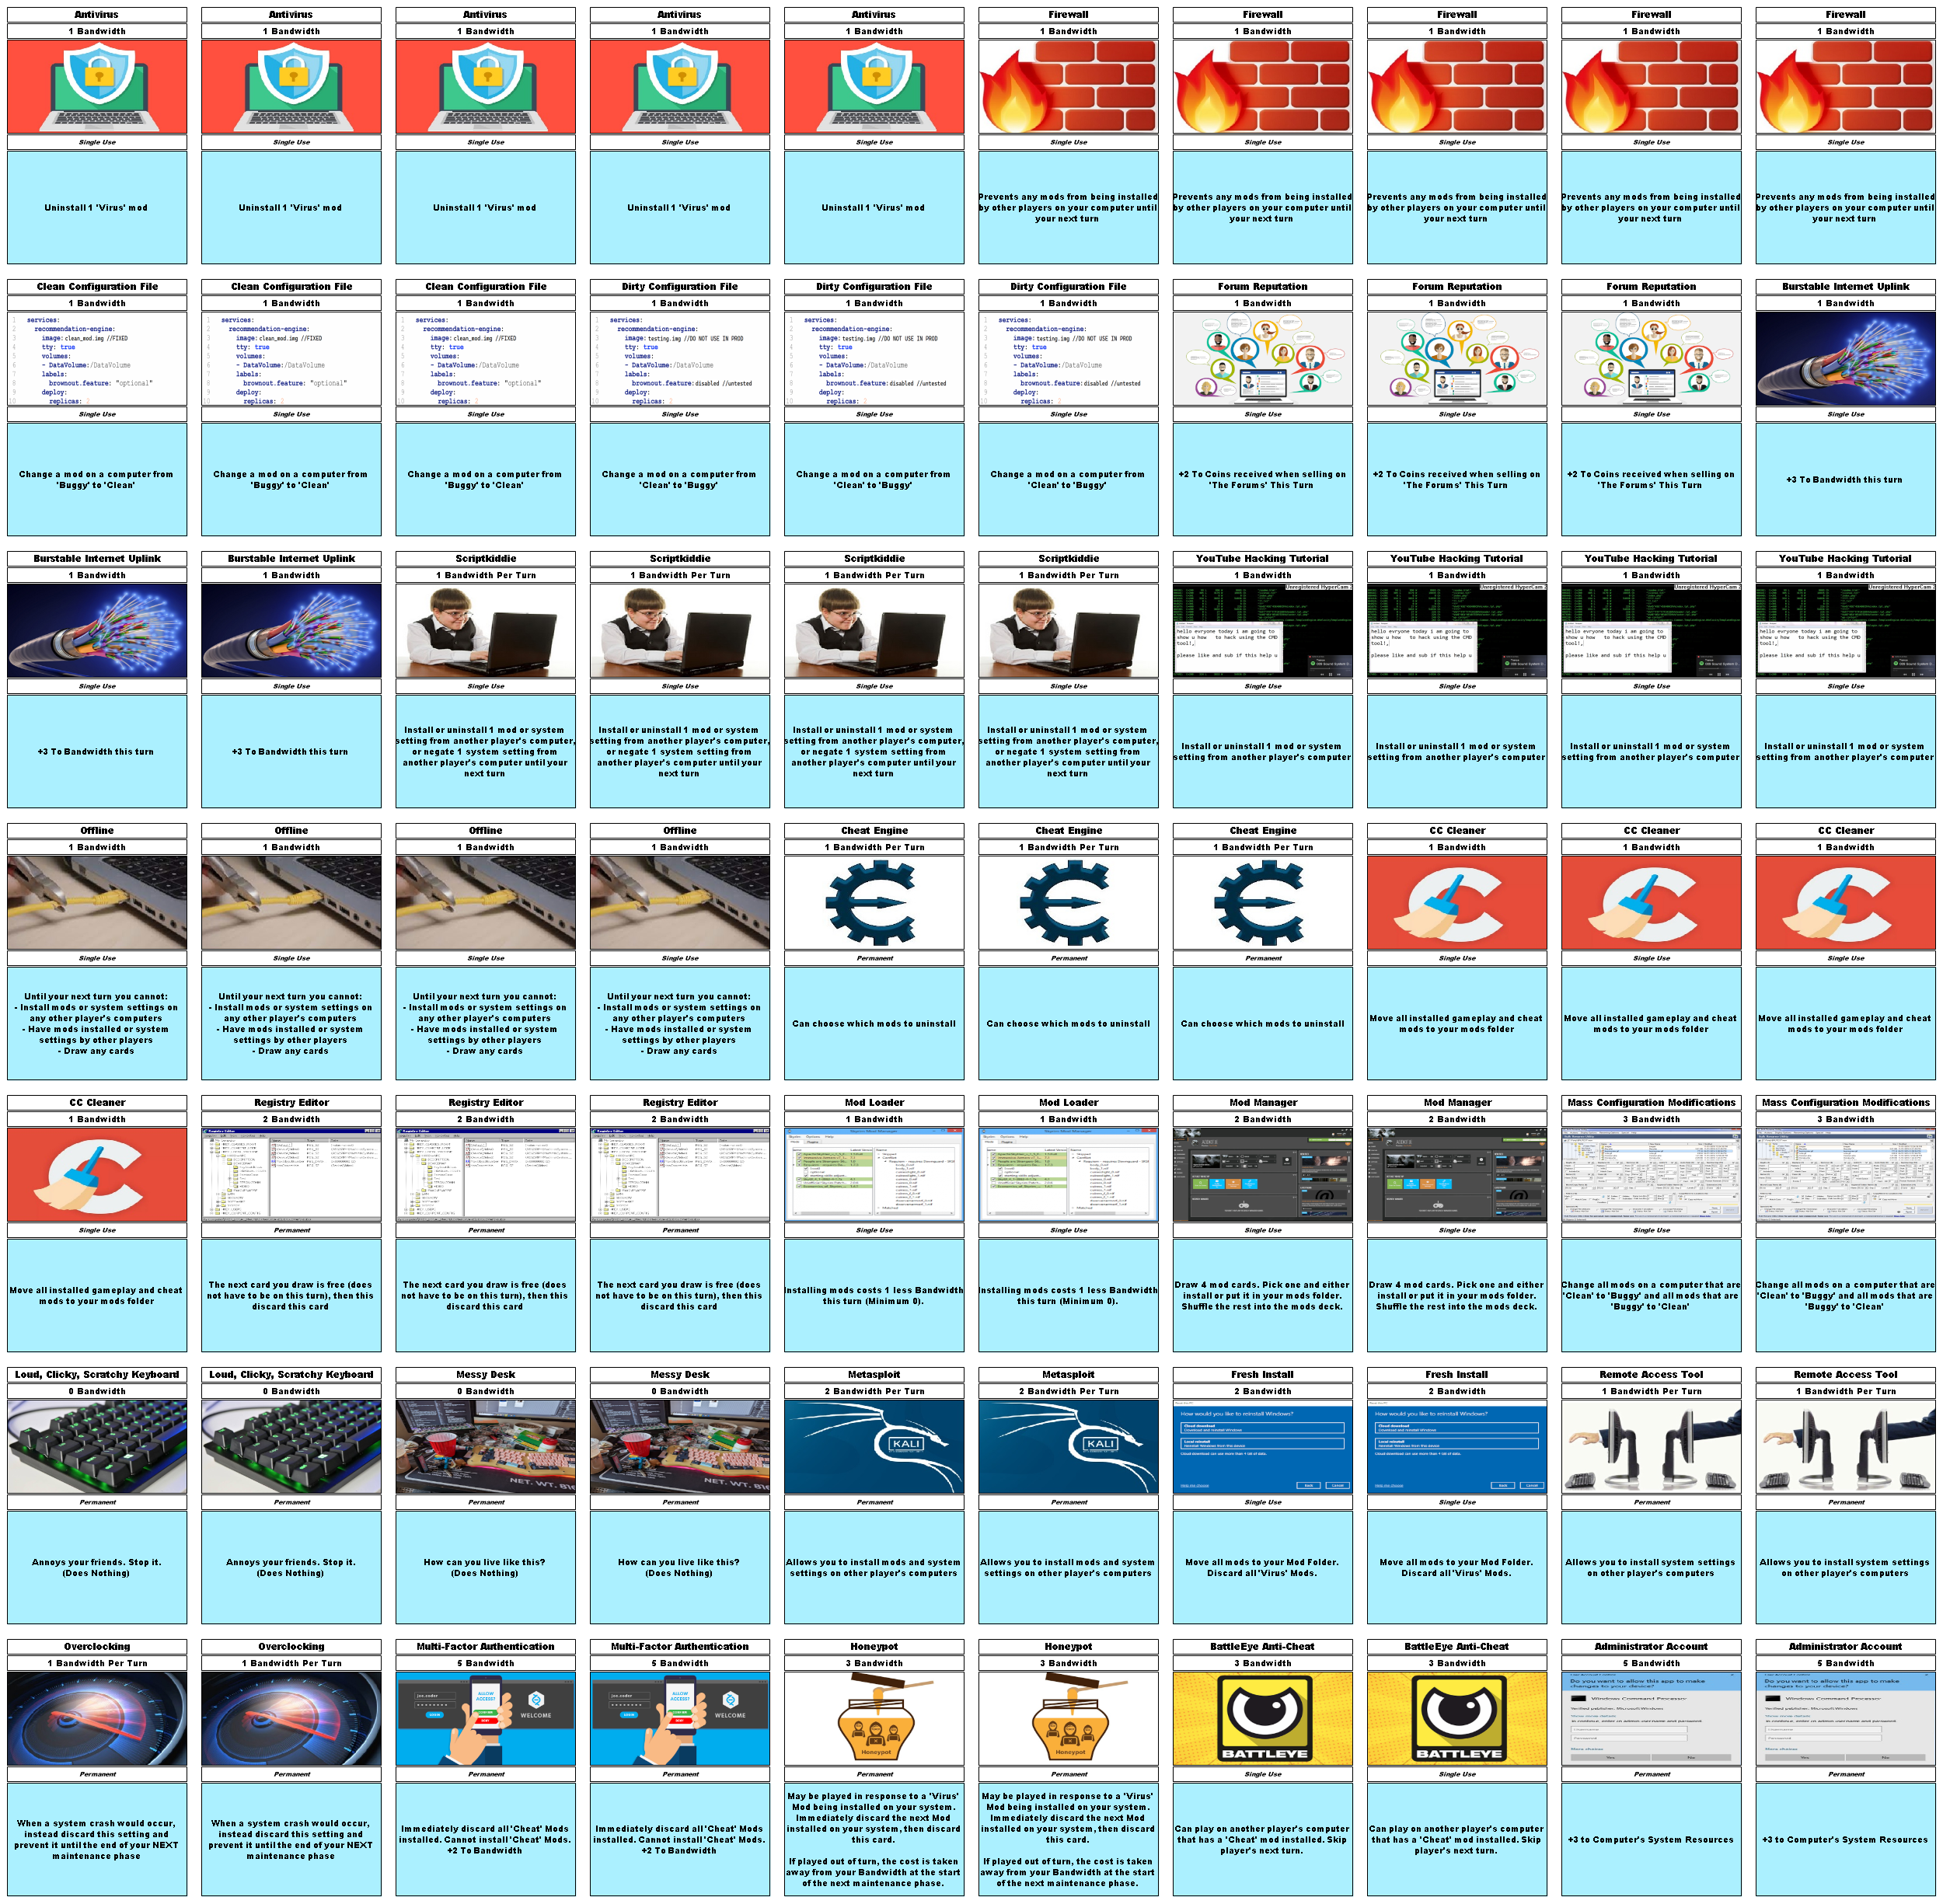 Antivirus
1 Bandwidth
Single Use
Uninstall 1 'Virus' mod
Antivirus
1 Bandwidth
Single Use
Uninstall 1 'Virus' mod
Antivirus
1 Bandwidth
Single Use
Uninstall 1 'Virus' mod
Antivirus
1 Bandwidth
Single Use
Uninstall 1 'Virus' mod
Antivirus
1 Bandwidth
Single Use
Uninstall 1 'Virus' mod
Firewall
1 Bandwidth
Single Use
Prevents any mods from being installed
by other players on your computer until
your next turn
Firewall
1 Bandwidth
Single Use
Prevents any mods from being installed
by other players on your computer until
your next turn
Firewall
1 Bandwidth
Single Use
Prevents any mods from being installed
by other players on your computer until
your next turn
Firewall
1 Bandwidth
Single Use
Prevents any mods from being installed
by other players on your computer until
your next turn
Firewall
1 Bandwidth
Single Use
Prevents any mods from being installed
by other players on your computer until
your next turn
Clean Configuration File
1 Bandwidth
1 services:
2 recommendation-engine:
3 image: clean_mod.img //FIXED
4 tty: true
5 volumes:
6 - DataVolume:/DataVolume
7 labels:
8 brownout.feature: "optional"
9 deploy:
10 replicas: 2
Single Use
Change a mod on a computer from
'Buggy' to 'Clean'
Clean Configuration File
1 Bandwidth
1 services:
2 recommendation-engine:
3 image: clean_mod.img //FIXED
4 tty: true
5 volumes:
6 - DataVolume:/DataVolume
7 labels:
8 brownout.feature: "optional"
9 deploy:
10 replicas: 2
Single Use
Change a mod on a computer from
'Buggy' to 'Clean'
Clean Configuration File
1 Bandwidth
1 services:
2 recommendation-engine:
3 image: clean_mod.img //FIXED
4 tty: true
5 volumes:
6 - DataVolume:/DataVolume
7 labels:
8 brownout.feature: "optional"
9 deploy:
10 replicas: 2
Single Use
Change a mod on a computer from
'Buggy' to 'Clean'
Dirty Configuration File
1 Bandwidth
1 services:
2 recommendation-engine:
3 image: testing.img //DO NOT USE IN PROD
4 tty: true
5 volumes:
6 - DataVolume:/DataVolume
7 labels:
8 brownout.feature: disabled //untested
9 deploy:
10 replicas: 2
Single Use
Change a mod on a computer from
'Clean' to 'Buggy'
Dirty Configuration File
1 Bandwidth
1 services:
2 recommendation-engine:
3 image: testing.img //DO NOT USE IN PROD
4 tty: true
5 volumes:
6 - DataVolume:/DataVolume
7 labels:
8 brownout.feature: disabled //untested
9 deploy:
10 replicas: 2
Single Use
Change a mod on a computer from
'Clean' to 'Buggy'
Dirty Configuration File
1 Bandwidth
1 services:
2 recommendation-engine:
3 image: testing.img //DO NOT USE IN PROD
4 tty: true
5 volumes:
6 - DataVolume:/DataVolume
7 labels:
8 brownout.feature: disabled //untested
9 deploy:
10 replicas: 2
Single Use
Change a mod on a computer from
'Clean' to 'Buggy'
Forum Reputation
1 Bandwidth
Single Use
+2 To Coins received when selling on
'The Forums' This Turn
Forum Reputation
1 Bandwidth
Single Use
+2 To Coins received when selling on
'The Forums' This Turn
Forum Reputation
1 Bandwidth
Single Use
+2 To Coins received when selling on
'The Forums' This Turn
Burstable Internet Uplink
1 Bandwidth
Single Use
+3 To Bandwidth this turn
Burstable Internet Uplink
1 Bandwidth
Single Use
+3 To Bandwidth this turn
Burstable Internet Uplink
1 Bandwidth
Single Use
+3 To Bandwidth this turn
Scriptkiddie
1 Bandwidth Per Turn
Single Use
Install or uninstall 1 mod or system
setting from another player's computer,
or negate 1 system setting from
another player's computer until your
next turn
Scriptkiddie
1 Bandwidth Per Turn
Single Use
Install or uninstall 1 mod or system
setting from another player's computer,
or negate 1 system setting from
another player's computer until your
next turn
Scriptkiddie
1 Bandwidth Per Turn
Single Use
Install or uninstall 1 mod or system
setting from another player's computer,
or negate 1 system setting from
another player's computer until your
next turn
Scriptkiddie
1 Bandwidth Per Turn
Single Use
Install or uninstall 1 mod or system
setting from another player's computer,
or negate 1 system setting from
another player's computer until your
next turn
YouTube Hacking Tutorial
1 Bandwidth
Unregistered HyperCam
hello evryone today i am going to
show u how to hack using the CMD
tool!,
please like and sub if this help u
Single Use
Install or uninstall 1 mod or system
setting from another player's computer
YouTube Hacking Tutorial
1 Bandwidth
Unregistered HyperCam
hello evryone today i am going to
show u how to hack using the CMD
tool!,
please like and sub if this help u
Single Use
Install or uninstall 1 mod or system
setting from another player's computer
YouTube Hacking Tutorial
1 Bandwidth
Unregistered HyperCam
hello evryone today i am going to
show u how to hack using the CMD
tool!,
please like and sub if this help u
Single Use
Install or uninstall 1 mod or system
setting from another player's computer
YouTube Hacking Tutorial
1 Bandwidth
Unregistered HyperCam
hello evryone today i am going to
show u how to hack using the CMD
tool!,
please like and sub if this help u
Single Use
Install or uninstall 1 mod or system
setting from another player's computer
Offline
1 Bandwidth
Single Use
Until your next turn you cannot:
- Install mods or system settings on
any other player's computers
- Have mods installed or system
settings by other players
- Draw any cards
Offline
1 Bandwidth
Single Use
Until your next turn you cannot:
- Install mods or system settings on
any other player's computers
- Have mods installed or system
settings by other players
- Draw any cards
Offline
1 Bandwidth
Single Use
Until your next turn you cannot:
- Install mods or system settings on
any other player's computers
- Have mods installed or system
settings by other players
- Draw any cards
Offline
1 Bandwidth
Single Use
Until your next turn you cannot:
- Install mods or system settings on
any other player's computers
- Have mods installed or system
settings by other players
- Draw any cards
Cheat Engine
1 Bandwidth Per Turn
Permanent
Can choose which mods to uninstall
Cheat Engine
1 Bandwidth Per Turn
Permanent
Can choose which mods to uninstall
Cheat Engine
1 Bandwidth Per Turn
Permanent
Can choose which mods to uninstall
CC Cleaner
1 Bandwidth
Single Use
Move all installed gameplay and cheat
mods to your mods folder
CC Cleaner
1 Bandwidth
Single Use
Move all installed gameplay and cheat
mods to your mods folder
CC Cleaner
1 Bandwidth
Single Use
Move all installed gameplay and cheat
mods to your mods folder
CC Cleaner
1 Bandwidth
Single Use
Move all installed gameplay and cheat
mods to your mods folder
Registry Editor
2 Bandwidth
Permanent
The next card you draw is free (does
not have to be on this turn), then this
discard this card
Registry Editor
2 Bandwidth
Permanent
The next card you draw is free (does
not have to be on this turn), then this
discard this card
Registry Editor
2 Bandwidth
Permanent
The next card you draw is free (does
not have to be on this turn), then this
discard this card
Mod Loader
1 Bandwidth
Single Use
Installing mods costs 1 less Bandwidth
this turn (Minimum 0).
Mod Loader
1 Bandwidth
Single Use
Installing mods costs 1 less Bandwidth
this turn (Minimum 0).
Mod Manager
2 Bandwidth
Single Use
Draw 4 mod cards. Pick one and either
install or put it in your mods folder.
Shuffle the rest into the mods deck.
Mod Manager
2 Bandwidth
Single Use
Draw 4 mod cards. Pick one and either
install or put it in your mods folder.
Shuffle the rest into the mods deck.
Mass Configuration Modifications
3 Bandwidth
Single Use
Change all mods on a computer that are
'Clean' to 'Buggy' and all mods that are
'Buggy' to 'Clean'
Mass Configuration Modifications
3 Bandwidth
Single Use
Change all mods on a computer that are
'Clean' to 'Buggy' and all mods that are
'Buggy' to 'Clean'
Loud, Clicky, Scratchy Keyboard
0 Bandwidth
Permanent
Annoys your friends. Stop it.
(Does Nothing)
Loud, Clicky, Scratchy Keyboard
0 Bandwidth
Permanent
Annoys your friends. Stop it.
(Does Nothing)
Messy Desk
0 Bandwidth
NET. WT.
Permanent
How can you live like this?
(Does Nothing)
Messy Desk
0 Bandwidth
NET. WT.
Permanent
How can you live like this?
(Does Nothing)
Metasploit
2 Bandwidth Per Turn
KALI
Permanent
Allows you to install mods and system
settings on other player's computers
Metasploit
2 Bandwidth Per Turn
KALI
Permanent
Allows you to install mods and system
settings on other player's computers
Fresh Install
2 Bandwidth
How would you like to reinstall Windows?
Cloud download
Local reinstall
Single Use
Move all mods to your Mod Folder.
Discard all 'Virus' Mods.
Fresh Install
2 Bandwidth
How would you like to reinstall Windows?
Cloud download
Local reinstall
Single Use
Move all mods to your Mod Folder.
Discard all 'Virus' Mods.
Remote Access Tool
1 Bandwidth Per Turn
Permanent
Allows you to install system settings
on other player's computers
Remote Access Tool
1 Bandwidth Per Turn
Permanent
Allows you to install system settings
on other player's computers
Overclocking
1 Bandwidth Per Turn
Permanent
When a system crash would occur,
instead discard this setting and
prevent it until the end of your NEXT
maintenance phase
Overclocking
1 Bandwidth Per Turn
Permanent
When a system crash would occur,
instead discard this setting and
prevent it until the end of your NEXT
maintenance phase
Multi-Factor Authentication
5 Bandwidth
joe.coder
ALLOW
ACCESS?
WELCOME
Permanent
Immediately discard all 'Cheat' Mods
installed. Cannot install 'Cheat' Mods.
+2 To Bandwidth
Multi-Factor Authentication
5 Bandwidth
joe.coder
ALLOW
ACCESS?
WELCOME
Permanent
Immediately discard all 'Cheat' Mods
installed. Cannot install 'Cheat' Mods.
+2 To Bandwidth
Honeypot
3 Bandwidth
Honeypot
Permanent
May be played in response to a 'Virus'
Mod being installed on your system.
Immediately discard the next Mod
installed on your system, then discard
this card.
If played out of turn, the cost is taken
away from your Bandwidth at the start
of the next maintenance phase.
Honeypot
3 Bandwidth
Honeypot
Permanent
May be played in response to a 'Virus'
Mod being installed on your system.
Immediately discard the next Mod
installed on your system, then discard
this card.
If played out of turn, the cost is taken
away from your Bandwidth at the start
of the next maintenance phase.
BattleEye Anti-Cheat
3 Bandwidth
BATTLEYE
Single Use
Can play on another player's computer
that has a 'Cheat' mod installed. Skip
player's next turn.
BattleEye Anti-Cheat
3 Bandwidth
BATTLEYE
Single Use
Can play on another player's computer
that has a 'Cheat' mod installed. Skip
player's next turn.
Administrator Account
5 Bandwidth
Do you want to allow this app to make
changes to your device?
Windows Command Processor
Verified publisher: Microsoft Windows
Permanent
+3 to Computer's System Resources
Administrator Account
5 Bandwidth
Do you want to allow this app to make
changes to your device?
Windows Command Processor
Verified publisher: Microsoft Windows
Permanent
+3 to Computer's System Resources